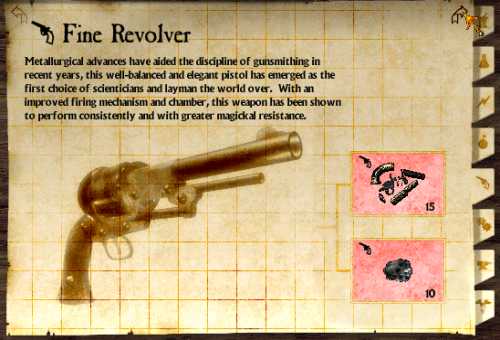 Fine Revolver
Metallurgical advances have aided the discipline of gunsmithing in
recent years, this well-balanced and elegant pistol has emerged as the
first choice of scienticians and layman the world over. With an
improved firing mechanism and chamber, this weapon has been shown
to perform consistently and with greater magickal resistance.
15
10